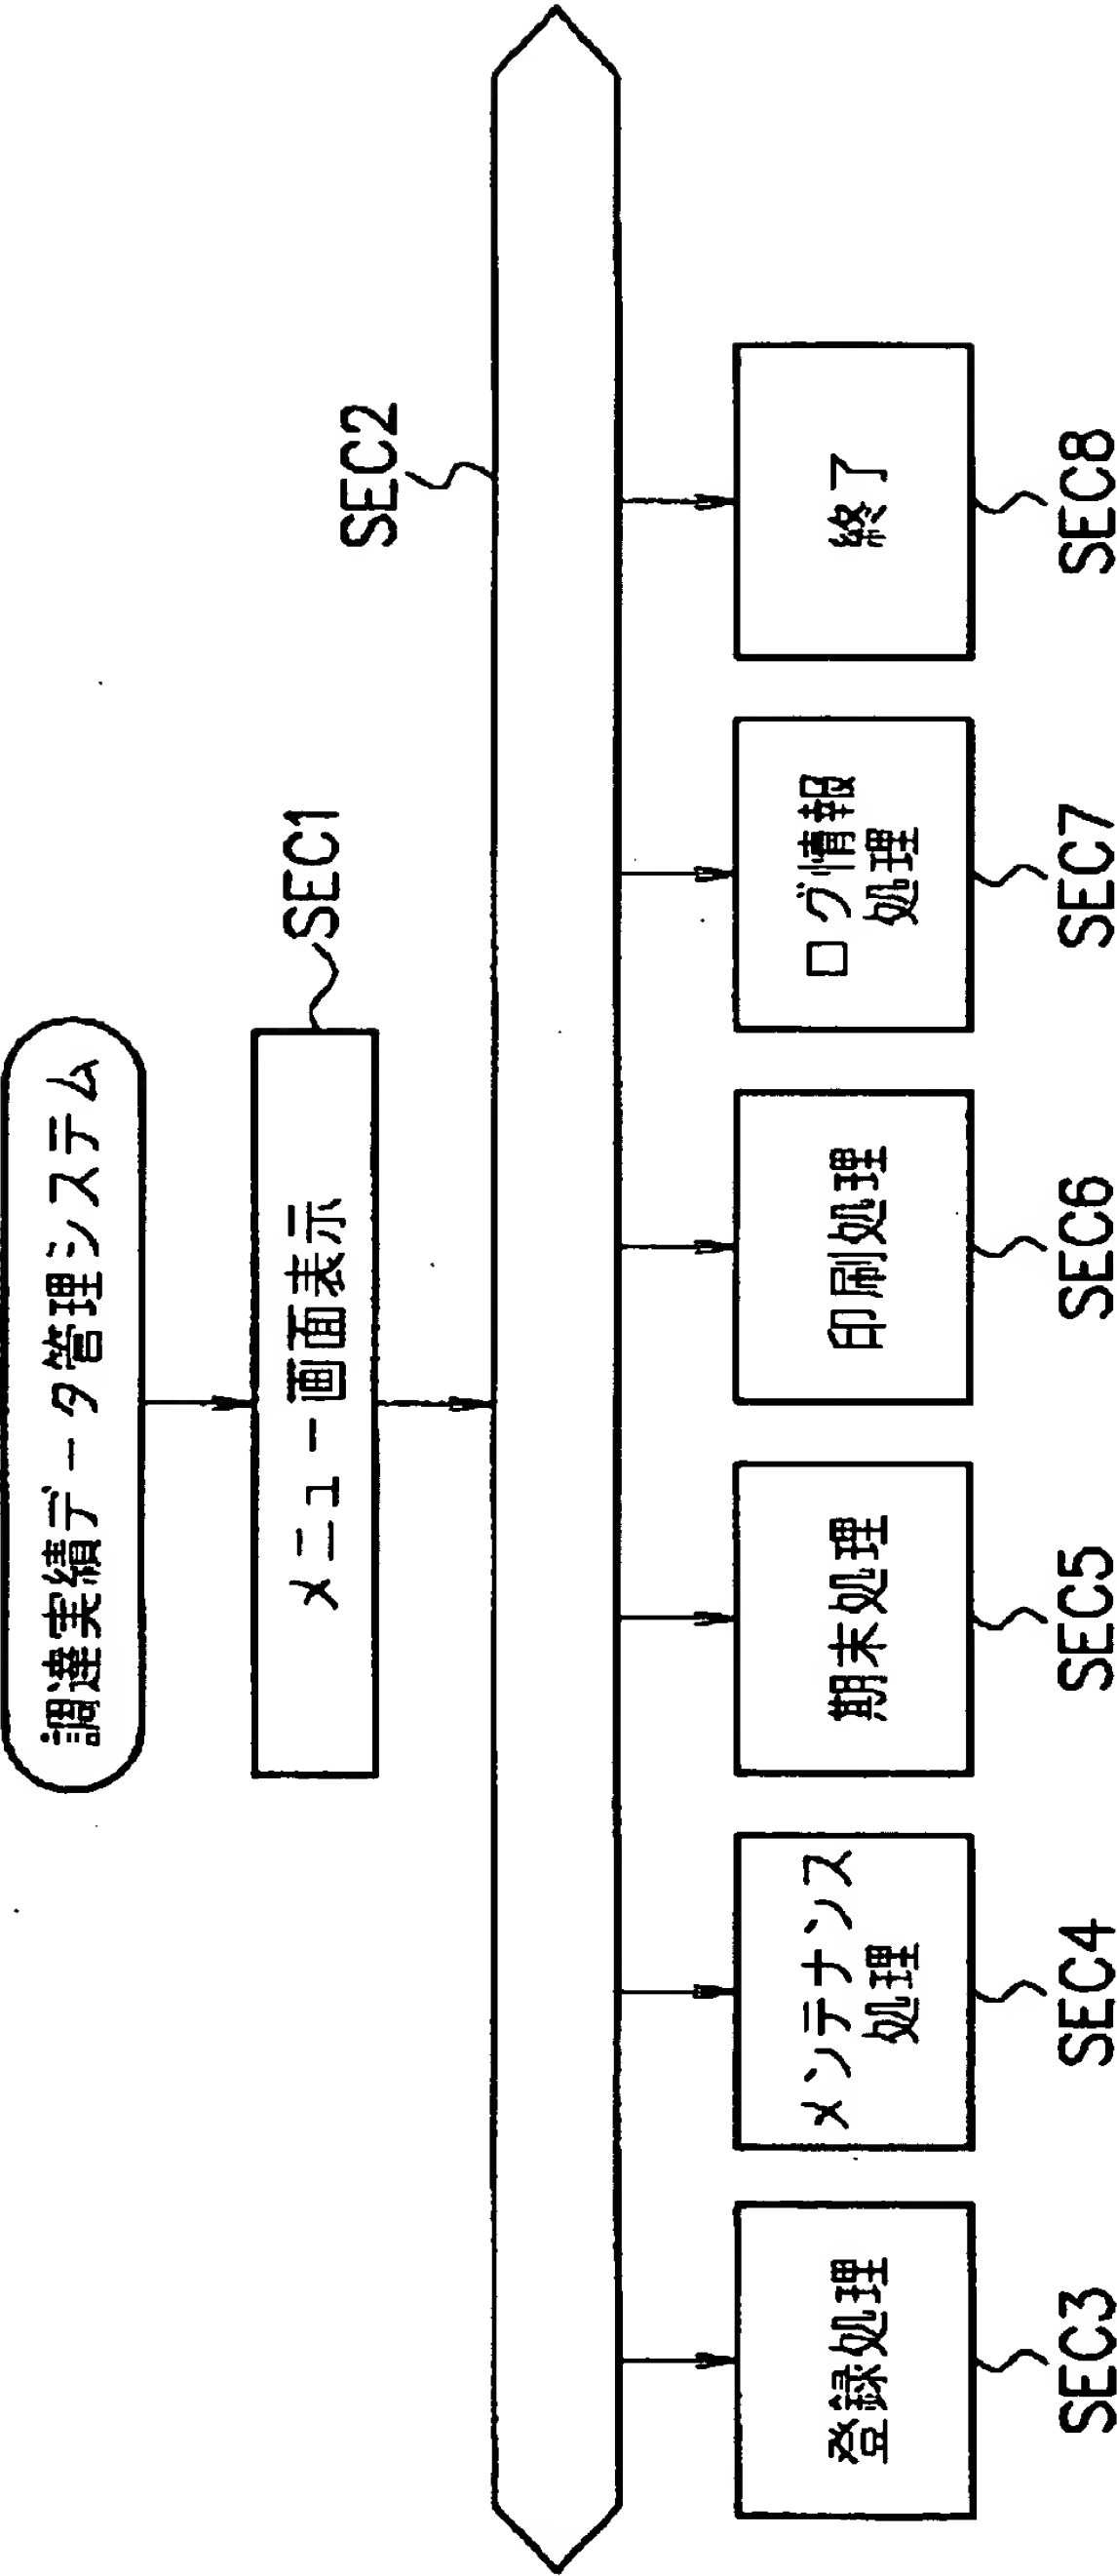 調達実績データ管理システム
メニュー画面表示
SEC1
SEC2
登録処理
メンテナンス
処理
期末処理
印刷処理
ログ情報
処理
終了
SEC3
SEC4
SEC5
SEC6
SEC7
SEC8